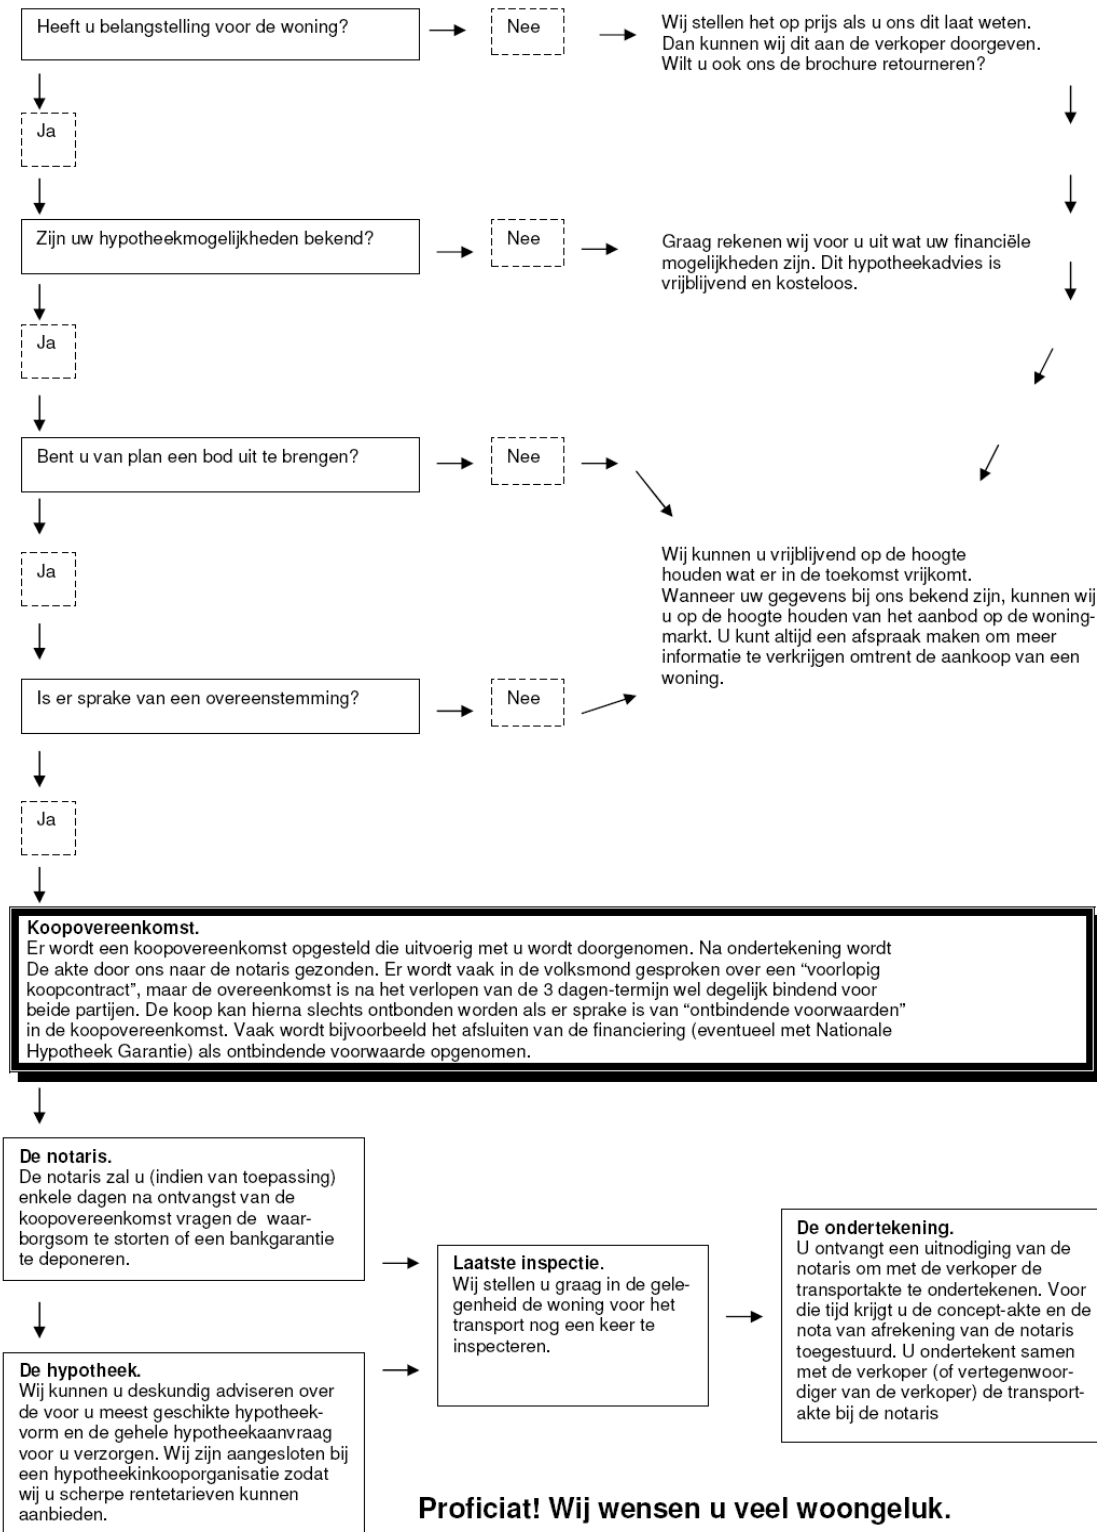 Heeft u belangstelling voor de woning?
Nee
Wij stellen het op prijs als u ons dit laat weten.
Dan kunnen wij dit aan de verkoper doorgeven.
Wilt u ook ons de brochure retourneren?
Ja
Zijn uw hypotheekmogelijkheden bekend?
Nee
Graag rekenen wij voor u uit wat uw financiële
mogelijkheden zijn. Dit hypotheekadvies is
vrijblijvend en kosteloos.
Ja
Bent u van plan een bod uit te brengen?
Nee
Ja
Wij kunnen u vrijblijvend op de hoogte
houden wat er in de toekomst vrijkomt.
Wanneer uw gegevens bij ons bekend zijn, kunnen wij
u op de hoogte houden van het aanbod op de woning-
markt. U kunt altijd een afspraak maken om meer
informatie te verkrijgen omtrent de aankoop van een
woning.
Is er sprake van een overeenstemming?
Nee
Ja
Koopovereenkomst.
Er wordt een koopovereenkomst opgesteld die uitvoerig met u wordt doorgenomen. Na ondertekening wordt
De akte door ons naar de notaris gezonden. Er wordt vaak in de volksmond gesproken over een “voorlopig
koopcontract”, maar de overeenkomst is na het verlopen van de 3 dagen-termijn wel degelijk bindend voor
beide partijen. De koop kan hierna slechts ontbonden worden als er sprake is van “ontbindende voorwaarden”
in de koopovereenkomst. Vaak wordt bijvoorbeeld het afsluiten van de financiering (eventueel met Nationale
Hypotheek Garantie) als ontbindende voorwaarde opgenomen.
De notaris.
De notaris zal u (indien van toepassing)
enkele dagen na ontvangst van de
koopovereenkomst vragen de waar-
borgsom te storten of een bankgarantie
te deponeren.
De hypotheek.
Wij kunnen u deskundig adviseren over
de voor u meest geschikte hypotheek-
vorm en de gehele hypotheekaanvraag
voor u verzorgen. Wij zijn aangesloten bij
een hypotheekinkooporganisatie zodat
wij u scherpe rentetarieven kunnen
aanbieden.
Laatste inspectie.
Wij stellen u graag in de gele-
genheid de woning voor het
transport nog een keer te
inspecteren.
De ondertekening.
U ontvangt een uitnodiging van de
notaris om met de verkoper de
transportakte te ondertekenen. Voor
die tijd krijgt u de concept-akte en de
nota van afrekening van de notaris
toegestuurd. U ondertekent samen
met de verkoper (of vertegenwoor-
diger van de verkoper) de transport-
akte bij de notaris
Proficiat! Wij wensen u veel woongeluk.